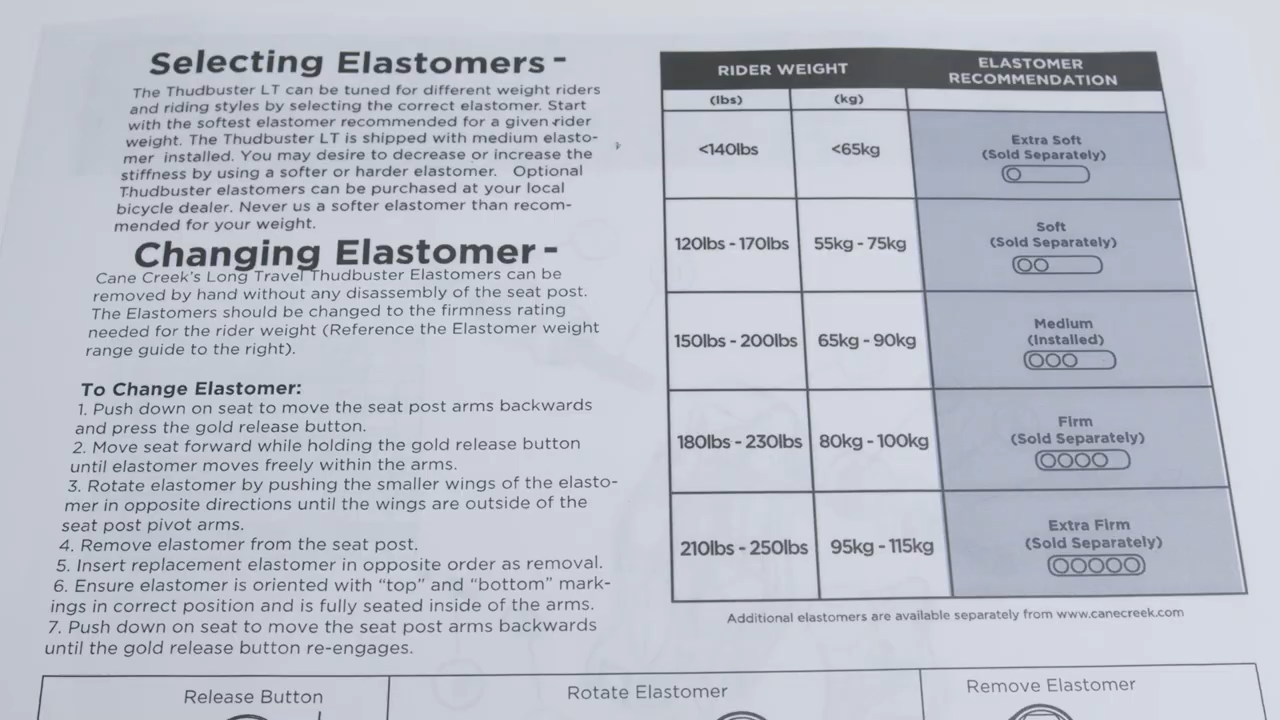 Selecting Elastomers -
The Thudbuster LT can be tuned for different weight riders
and riding styles by selecting the correct elastomer. Start
with the softest elastomer recommended for a given rider
weight. The Thudbuster LT is shipped with medium elasto-
mer installed. You may desire to decrease or increase the
stiffness by using a softer or harder elastomer. Optional
Thudbuster elastomers can be purchased at your local
bicycle dealer. Never us a softer elastomer than recom-
mended for your weight.
Changing Elastomer -
Cane Creek's Long Travel Thudbuster Elastomers can be
removed by hand without any disassembly of the seat post.
The Elastomers should be changed to the firmness rating
needed for the rider weight (Reference the Elastomer weight
range guide to the right).
To Change Elastomer:
1. Push down on seat to move the seat post arms backwards
and press the gold release button.
2. Move seat forward while holding the gold release button
until elastomer moves freely within the arms.
3. Rotate elastomer by pushing the smaller wings of the elasto-
mer in opposite directions until the wings are outside of the
seat post pivot arms.
4. Remove elastomer from the seat post.
5. Insert replacement elastomer in opposite order as removal.
6. Ensure elastomer is oriented with "top" and "bottom" mark-
ings in correct position and is fully seated inside of the arms.
7. Push down on seat to move the seat post arms backwards
until the gold release button re-engages.
RIDER WEIGHT
ELASTOMER
RECOMMENDATION
(lbs) (kg)
<140lbs <65kg
Extra Soft
(Sold Separately)
120lbs - 170lbs 55kg - 75kg
Soft
(Sold Separately)
150lbs - 200lbs 65kg - 90kg
Medium
(Installed)
180lbs - 230lbs 80kg - 100kg
Firm
(Sold Separately)
210lbs - 250lbs 95kg - 115kg
Extra Firm
(Sold Separately)
Additional elastomers are available separately from www.canecreek.com
Release Button
Rotate Elastomer
Remove Elastomer